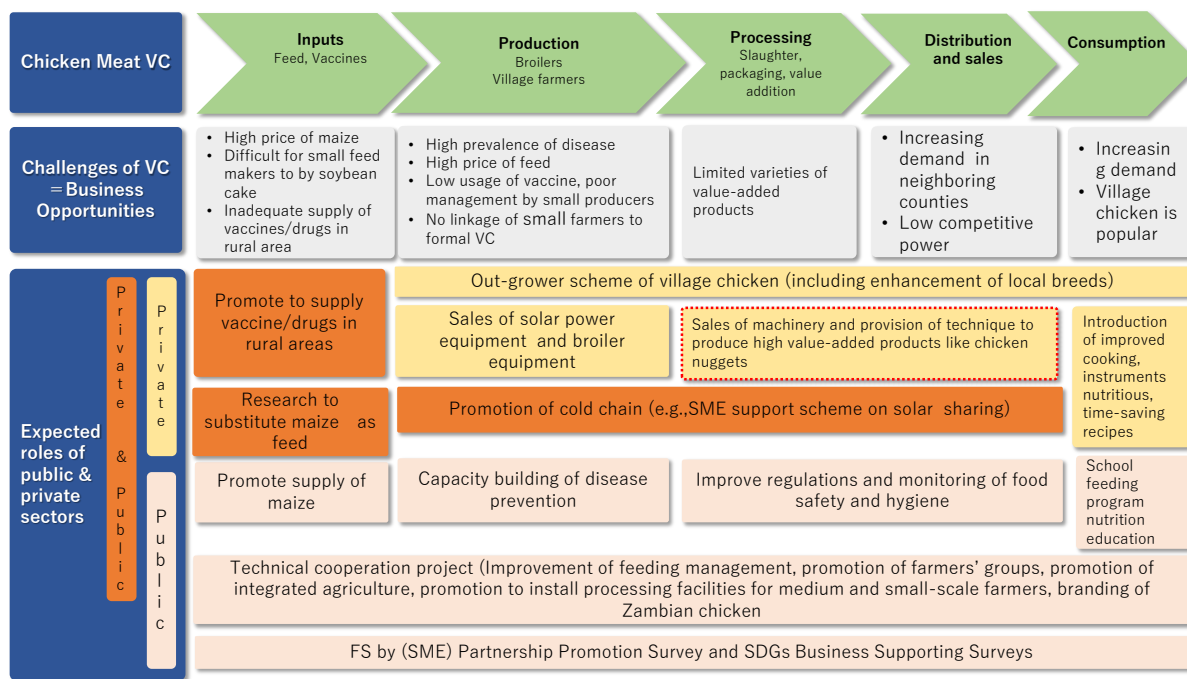 Chicken Meat VC
Inputs
Feed, Vaccines
Production
Broilers
Village farmers
Processing
Slaughter,
packaging, value
addition
Distribution
and sales
Consumption
Challenges of VC
=Business
Opportunities
• High price of maize
• Difficult for small feed
makers to by soybean
cake
• Inadequate supply of
vaccines/drugs in
rural area
• High prevalence of disease
• High price of feed
• Low usage of vaccine, poor
management by small producers
• No linkage of small farmers to
formal VC
Limited varieties of
value-added
products
• Increasing
demand in
neighboring
counties
• Low competitive
power
• Increasin
g demand
• Village
chicken is
popular
Expected
roles of
public &
private
sectors
Private & Public
Private
Public
Promote to supply
vaccine/drugs in
rural areas
Out-grower scheme of village chicken (including enhancement of local breeds)
Sales of solar power
equipment and broiler
equipment
Sales of machinery and provision of technique to
produce high value-added products like chicken
nuggets
Introduction
of improved
cooking,
instruments
nutritious,
time-saving
recipes
Research to
substitute maize as
feed
Promotion of cold chain (e.g.,SME support scheme on solar sharing)
Promote supply of
maize
Capacity building of disease
prevention
Improve regulations and monitoring of food
safety and hygiene
School
feeding
program
nutrition
education
Technical cooperation project (Improvement of feeding management, promotion of farmers' groups, promotion of
integrated agriculture, promotion to install processing facilities for medium and small-scale farmers, branding of
Zambian chicken
FS by (SME) Partnership Promotion Survey and SDGs Business Supporting Surveys